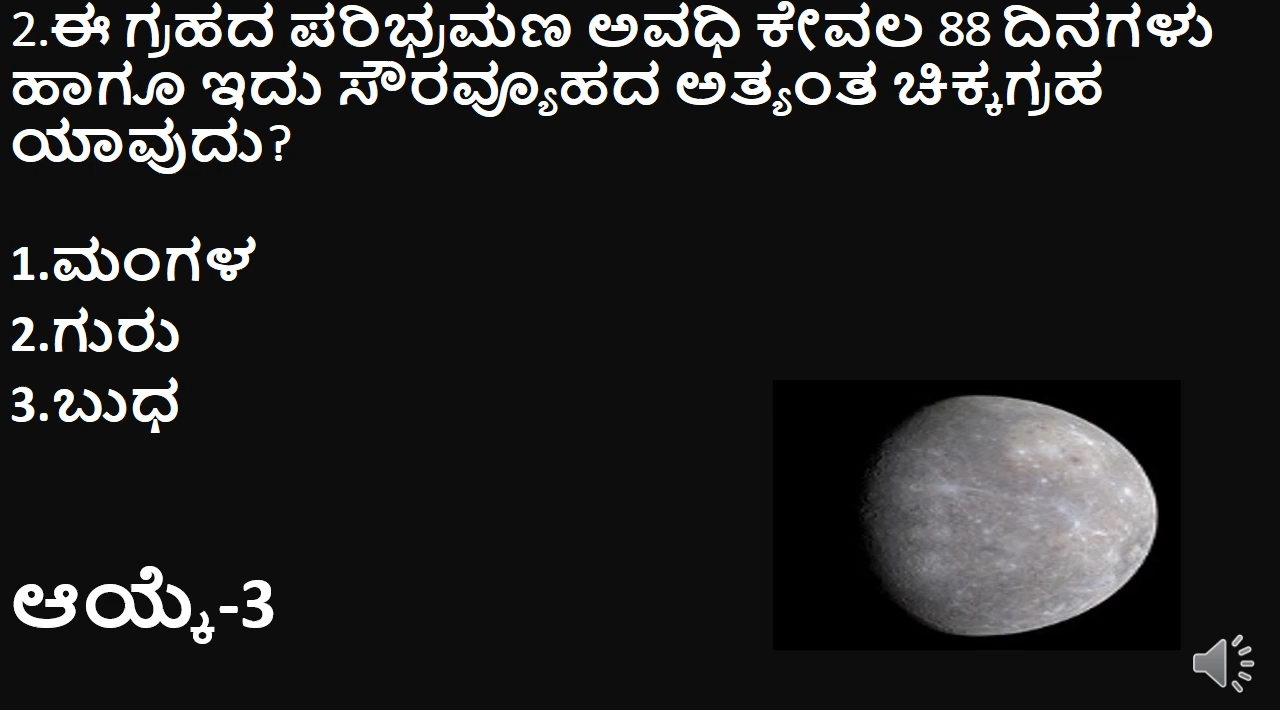 2.ಈ ಗ್ರಹದ ಪರಿಭ್ರಮಣ ಅವಧಿ ಕೇವಲ 88 ದಿನಗಳು
ಹಾಗೂ ಇದು ಸೌರವ್ಯೂಹದ ಅತ್ಯಂತ ಚಿಕ್ಕಗ್ರಹ
ಯಾವುದು?
1.ಮಂಗಳ
2.ಗುರು
3.ಬುಧ
ಆಯ್ಕೆ-3